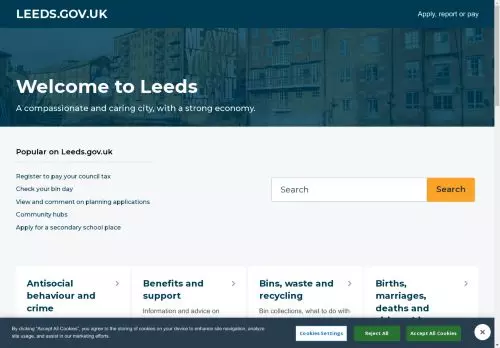 LEEDS.GOV.UK
Apply, report or pay
Welcome to Leeds
A compassionate and caring city, with a strong economy.
Popular on Leeds.gov.uk
Register to pay your council tax
Check your bin day
View and comment on planning applications
Community hubs
Apply for a secondary school place
Search
Search
Antisocial
behaviour and
crime
Benefits and
support
Information and advice on
Bins, waste and
recycling
Bin collections, what to do with
Births,
marriages,
deaths and
By clicking "Accept All Cookies", you agree to the storing of cookies on your device to enhance site navigation, analyze
site usage, and assist in our marketing efforts.
Cookies Settings
Reject All
Accept All Cookies